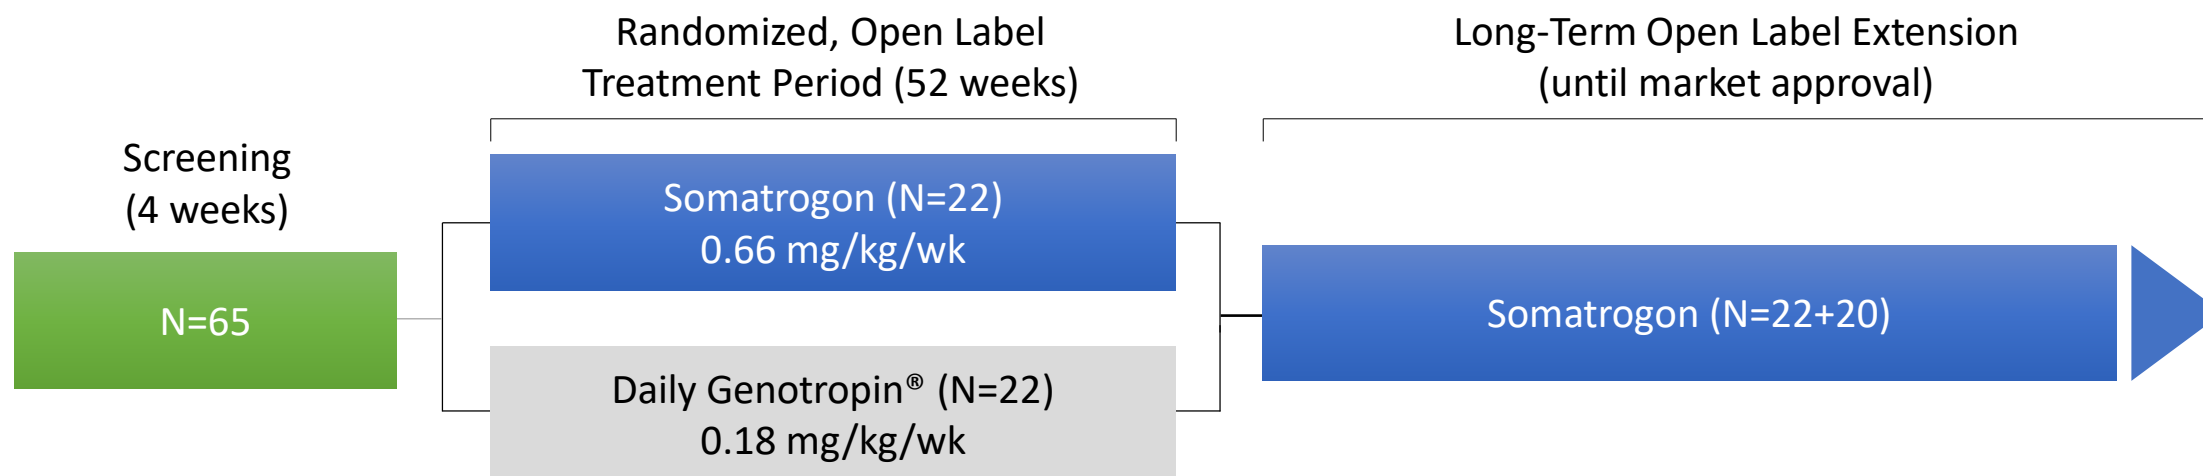 Screening
(4 weeks)
N=65
Randomized, Open Label
Treatment Period (52 weeks)
Somatrogon (N=22)
0.66 mg/kg/wk
Daily Genotropin® (N=22)
0.18 mg/kg/wk
Long-Term Open Label Extension
(until market approval)
Somatrogon (N=22+20)